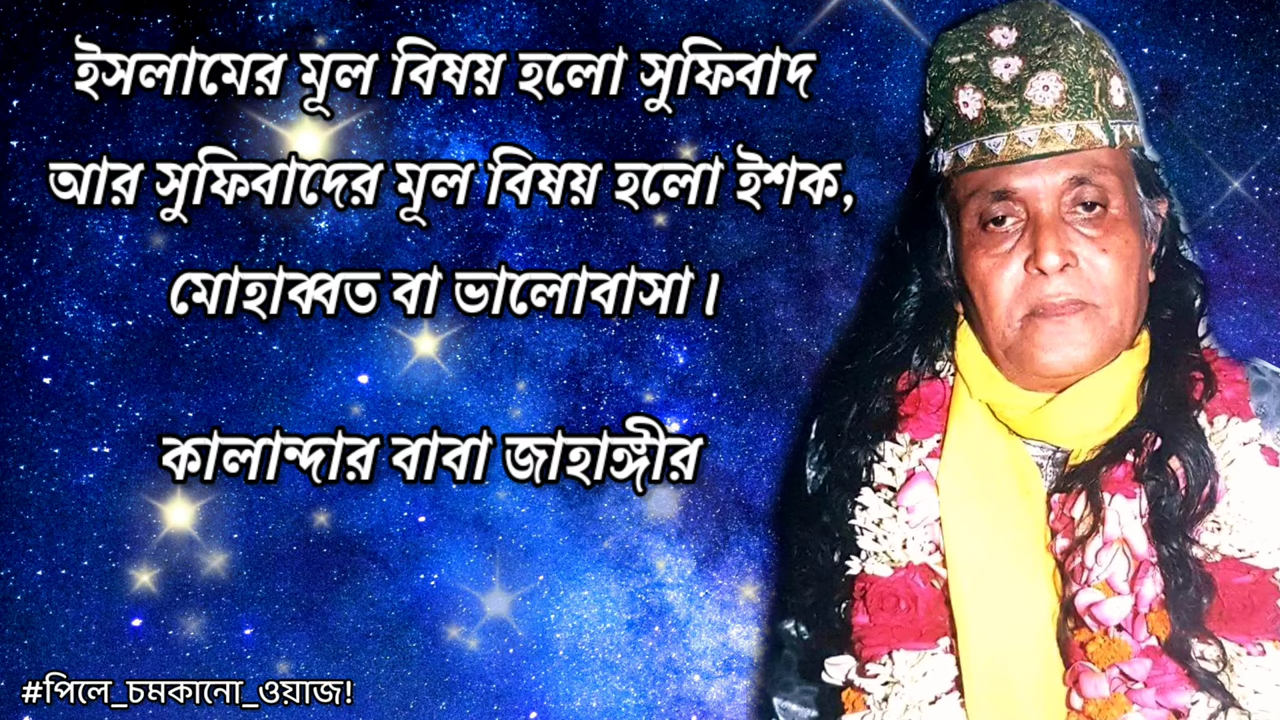 ইসলামের মূল বিষয় হলো সুফিবাদ
আর সুফিবাদের মূল বিষয় হলো ইশক,
মোহাব্বত বা ভালোবাসা।
কালান্দার বাবা জাহাঙ্গীর
#পিলে_চমকানো_ওয়াজ!